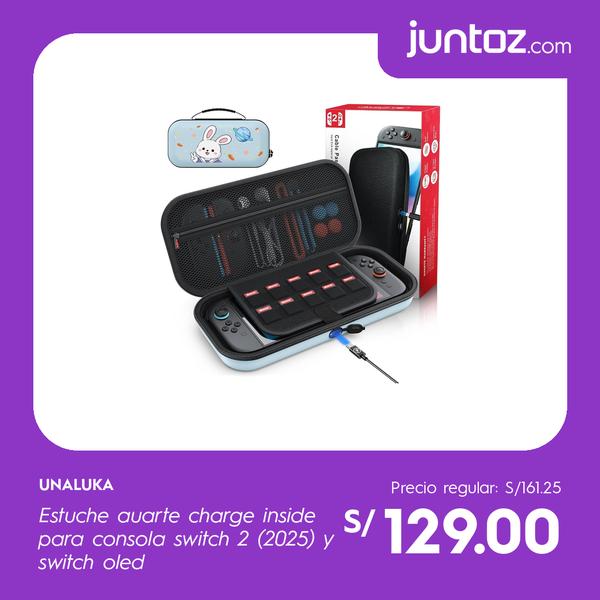 juntoz.com
UNALUKA
Estuche auarte charge inside
para consola switch 2 (2025) y
switch oled
Precio regular: S/161.25
S/ 129.00